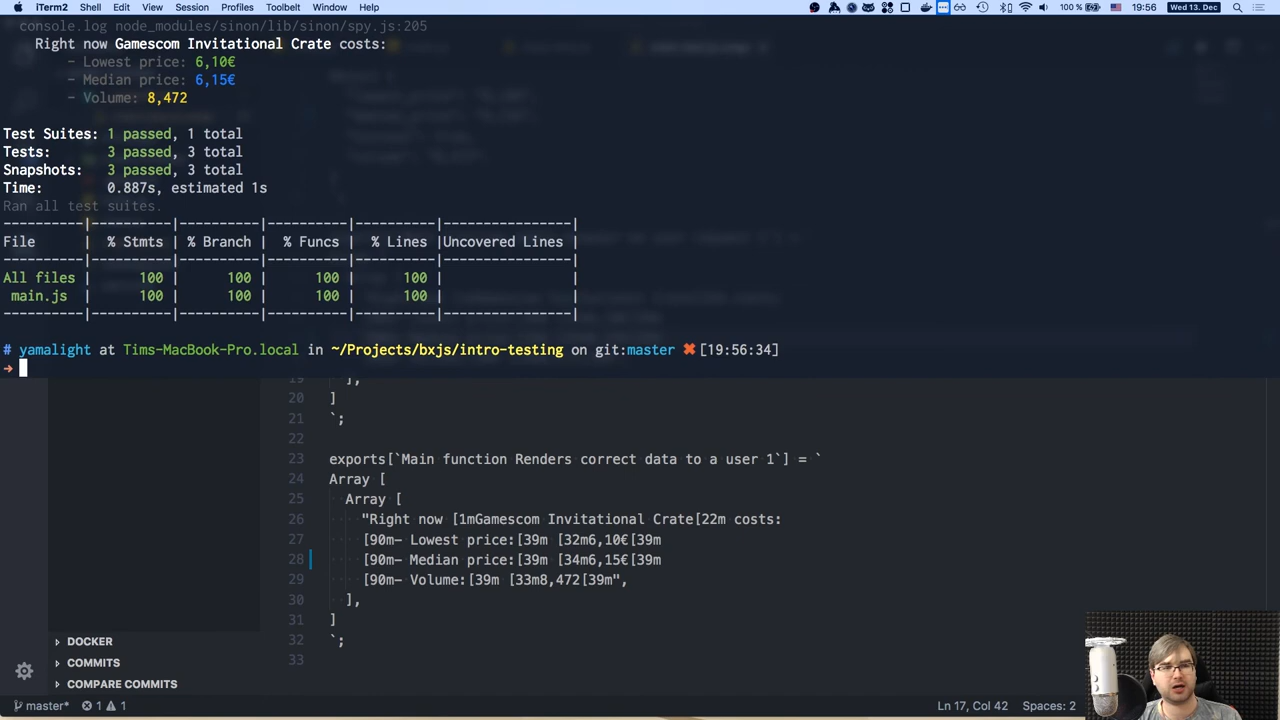 iTerm2 Shell Edit View Session Profiles Toolbelt Window Help 100 % 19:56 Wed 13. Dec
console.log node_modules/sinon/lib/sinon/spy.js:205
Right now Gamescom Invitational Crate costs:
- Lowest price: 6,10€
- Median price: 6,15€
- Volume: 8,472
Test Suites: 1 passed, 1 total
Tests: 3 passed, 3 total
Snapshots: 3 passed, 3 total
Time: 0.887s, estimated 1s
Ran all test suites.
----------|----------|----------|----------|----------|----------------|
File | % Stmts | % Branch | % Funcs | % Lines |Uncovered Lines |
----------|----------|----------|----------|----------|----------------|
All files | 100 | 100 | 100 | 100 | |
main.js | 100 | 100 | 100 | 100 | |
----------|----------|----------|----------|----------|----------------|
# yamalight at Tims-MacBook-Pro.local in ~/Projects/bxjs/intro-testing on git:master ✖ [19:56:34]
➜
19 ],
20 ]
21 `;
22
23 exports[`Main function Renders correct data to a user 1`] = `
24 Array [
25 Array [
26 "Right now [1mGamescom Invitational Crate[22m costs:
27 [90m- Lowest price:[39m [32m6,10€[39m
28 [90m- Median price:[39m [34m6,15€[39m
29 [90m- Volume:[39m [33m8,472[39m",
30 ],
31 ]
32 `;
33
DOCKER
COMMITS
COMPARE COMMITS
master* 1 1 Ln 17, Col 42 Spaces: 2